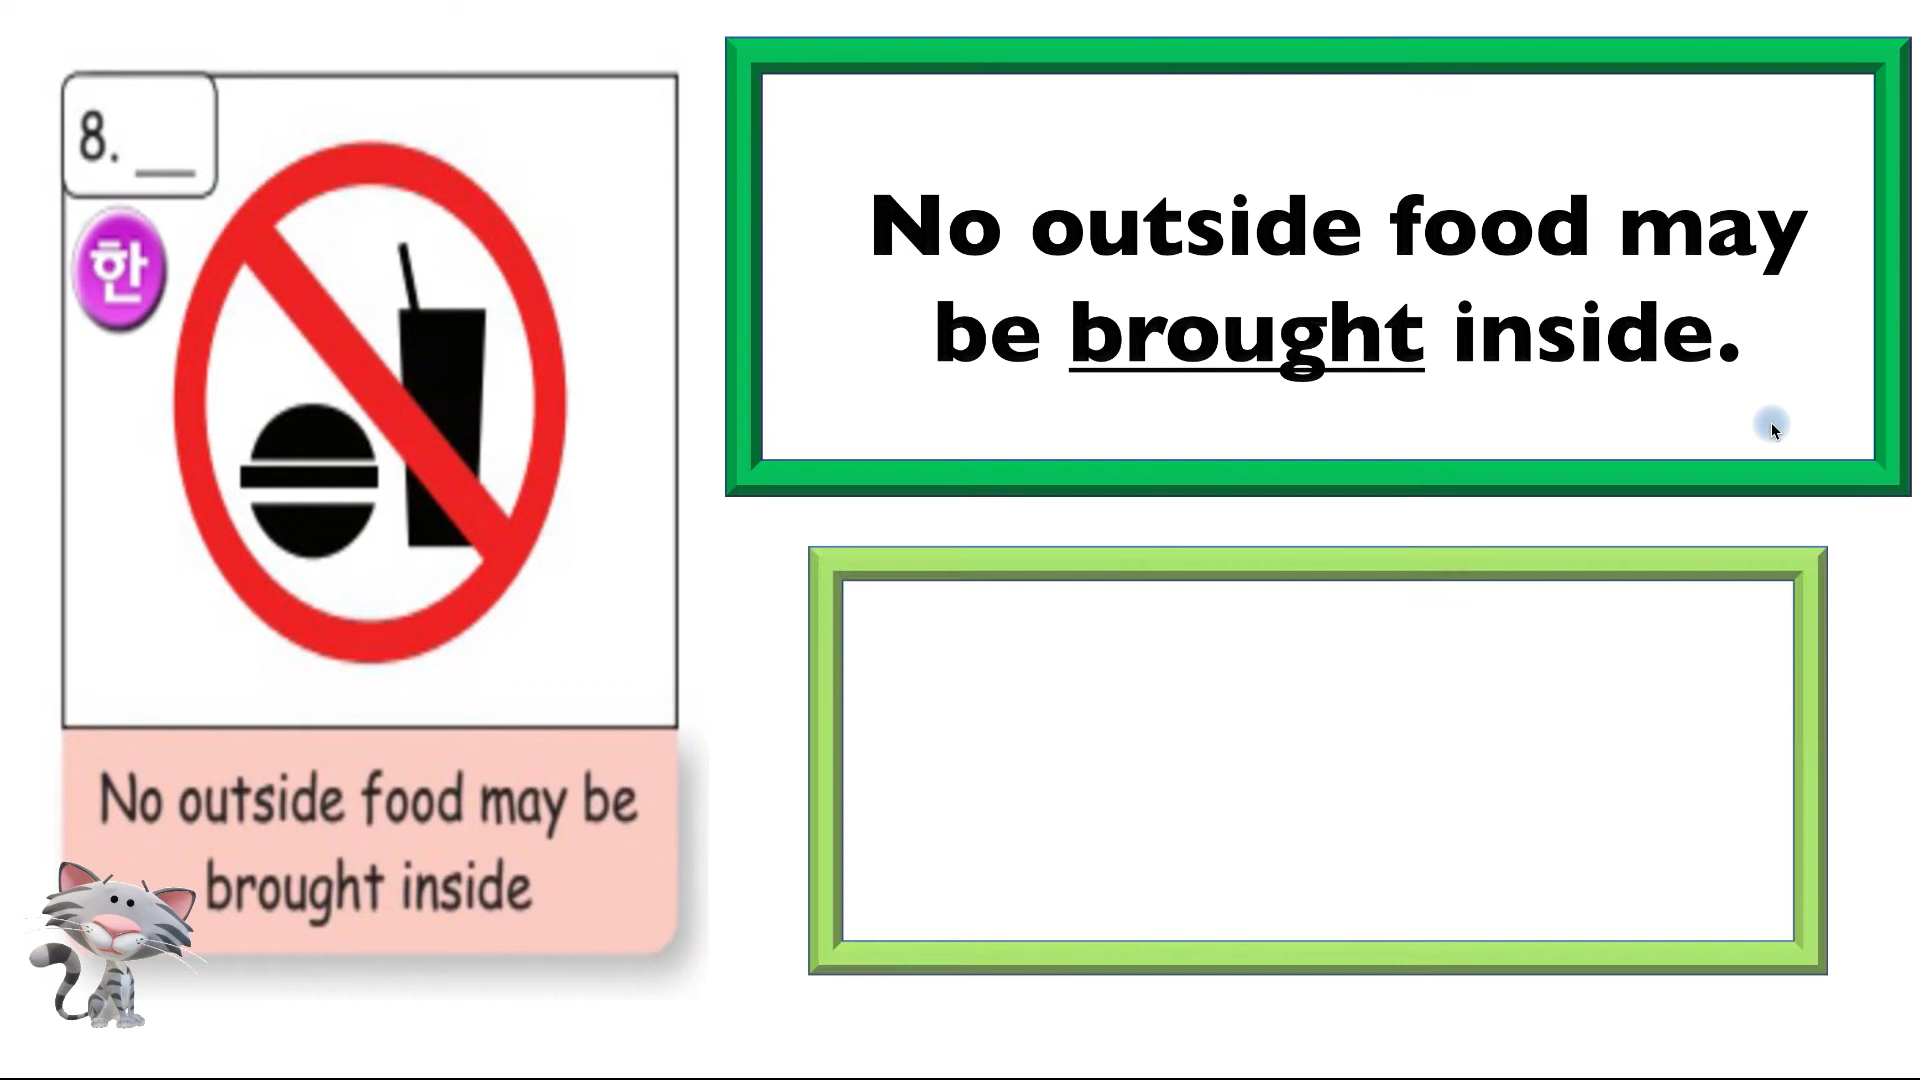 8. __
한
No outside food may be
brought inside
No outside food may
be brought inside.